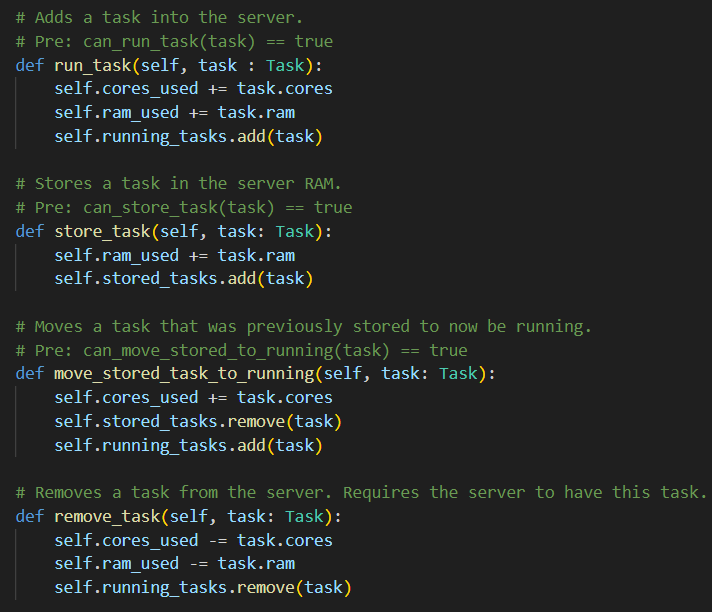 # Adds a task into the server.
# Pre: can_run_task(task) == true
def run_task(self, task : Task):
    self.cores_used += task.cores
    self.ram_used += task.ram
    self.running_tasks.add(task)

# Stores a task in the server RAM.
# Pre: can_store_task(task) == true
def store_task(self, task: Task):
    self.ram_used += task.ram
    self.stored_tasks.add(task)

# Moves a task that was previously stored to now be running.
# Pre: can_move_stored_to_running(task) == true
def move_stored_task_to_running(self, task: Task):
    self.cores_used += task.cores
    self.stored_tasks.remove(task)
    self.running_tasks.add(task)

# Removes a task from the server. Requires the server to have this task.
def remove_task(self, task: Task):
    self.cores_used -= task.cores
    self.ram_used -= task.ram
    self.running_tasks.remove(task)